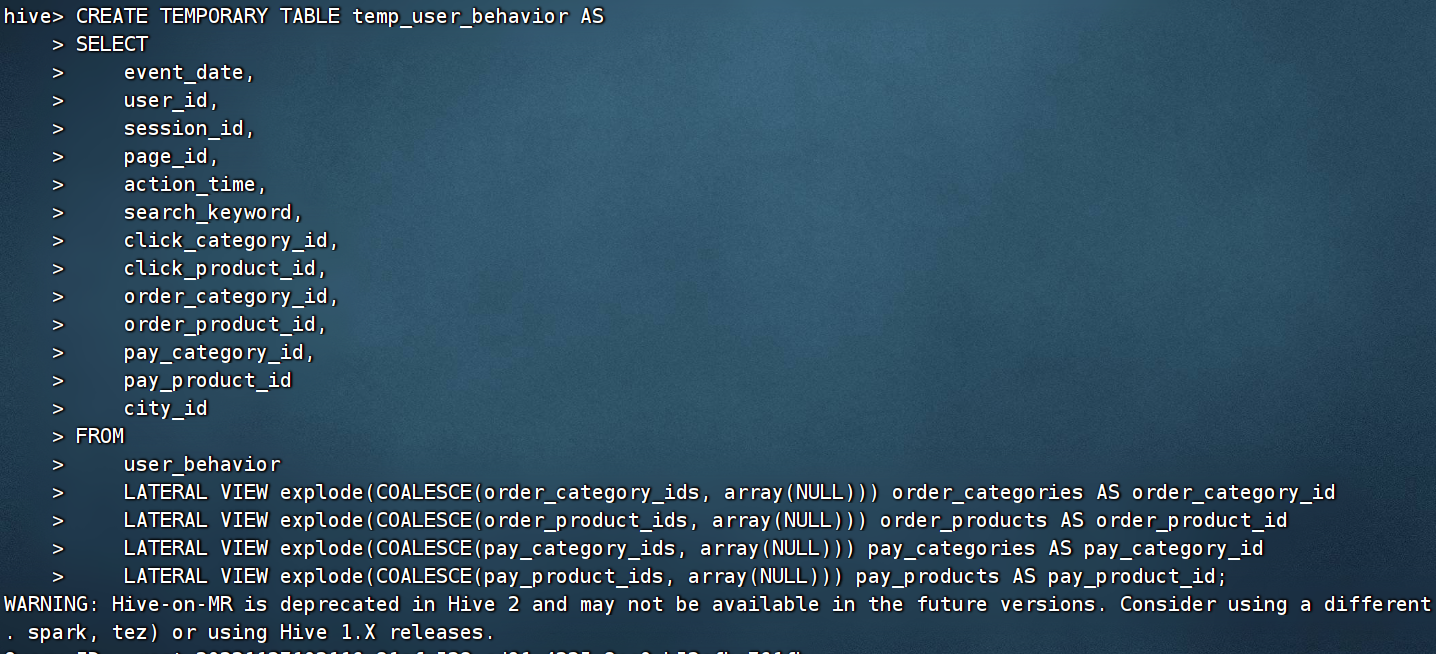 hive> CREATE TEMPORARY TABLE temp_user_behavior AS
    > SELECT
    >     event_date,
    >     user_id,
    >     session_id,
    >     page_id,
    >     action_time,
    >     search_keyword,
    >     click_category_id,
    >     click_product_id,
    >     order_category_id,
    >     order_product_id,
    >     pay_category_id,
    >     pay_product_id
    >     city_id
    > FROM
    >     user_behavior
    >     LATERAL VIEW explode(COALESCE(order_category_ids, array(NULL))) order_categories AS order_category_id
    >     LATERAL VIEW explode(COALESCE(order_product_ids, array(NULL))) order_products AS order_product_id
    >     LATERAL VIEW explode(COALESCE(pay_category_ids, array(NULL))) pay_categories AS pay_category_id
    >     LATERAL VIEW explode(COALESCE(pay_product_ids, array(NULL))) pay_products AS pay_product_id;
WARNING: Hive-on-MR is deprecated in Hive 2 and may not be available in the future versions. Consider using a different
. spark, tez) or using Hive 1.X releases.